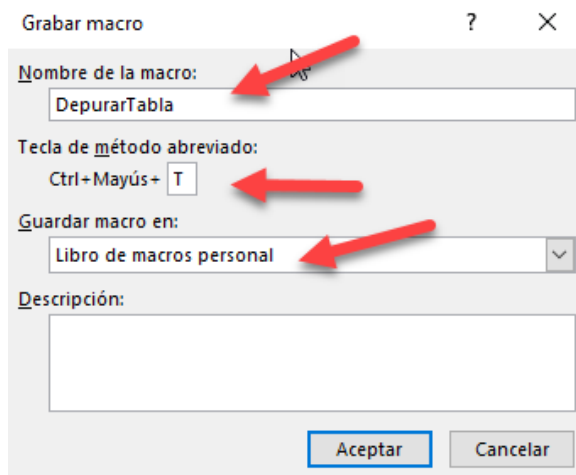 Grabar macro ? ×
Nombre de la macro:
DepurarTabla
Tecla de método abreviado:
Ctrl+Mayús+ T
Guardar macro en:
Libro de macros personal
Descripción:
Aceptar Cancelar